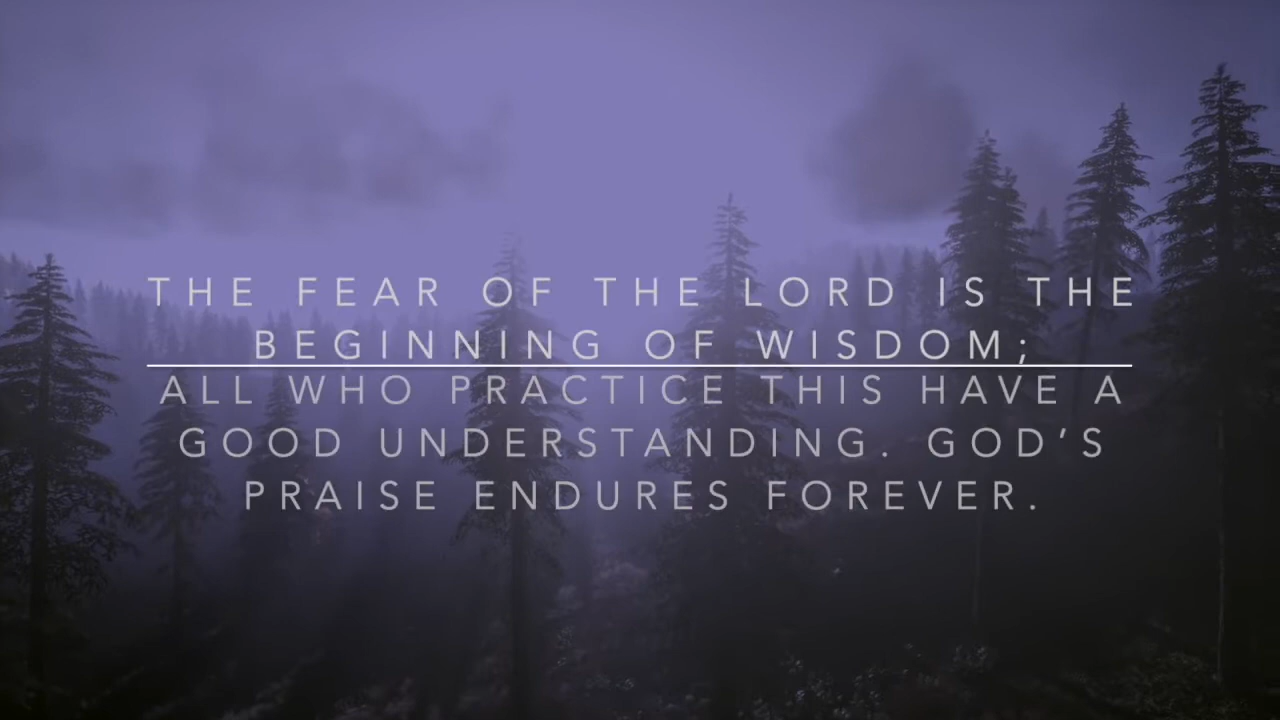 THE FEAR OF THE LORD IS THE
BEGINNING OF WISDOM;
ALL WHO PRACTICE THIS HAVE A
GOOD UNDERSTANDING. GOD’S
PRAISE ENDURES FOREVER.